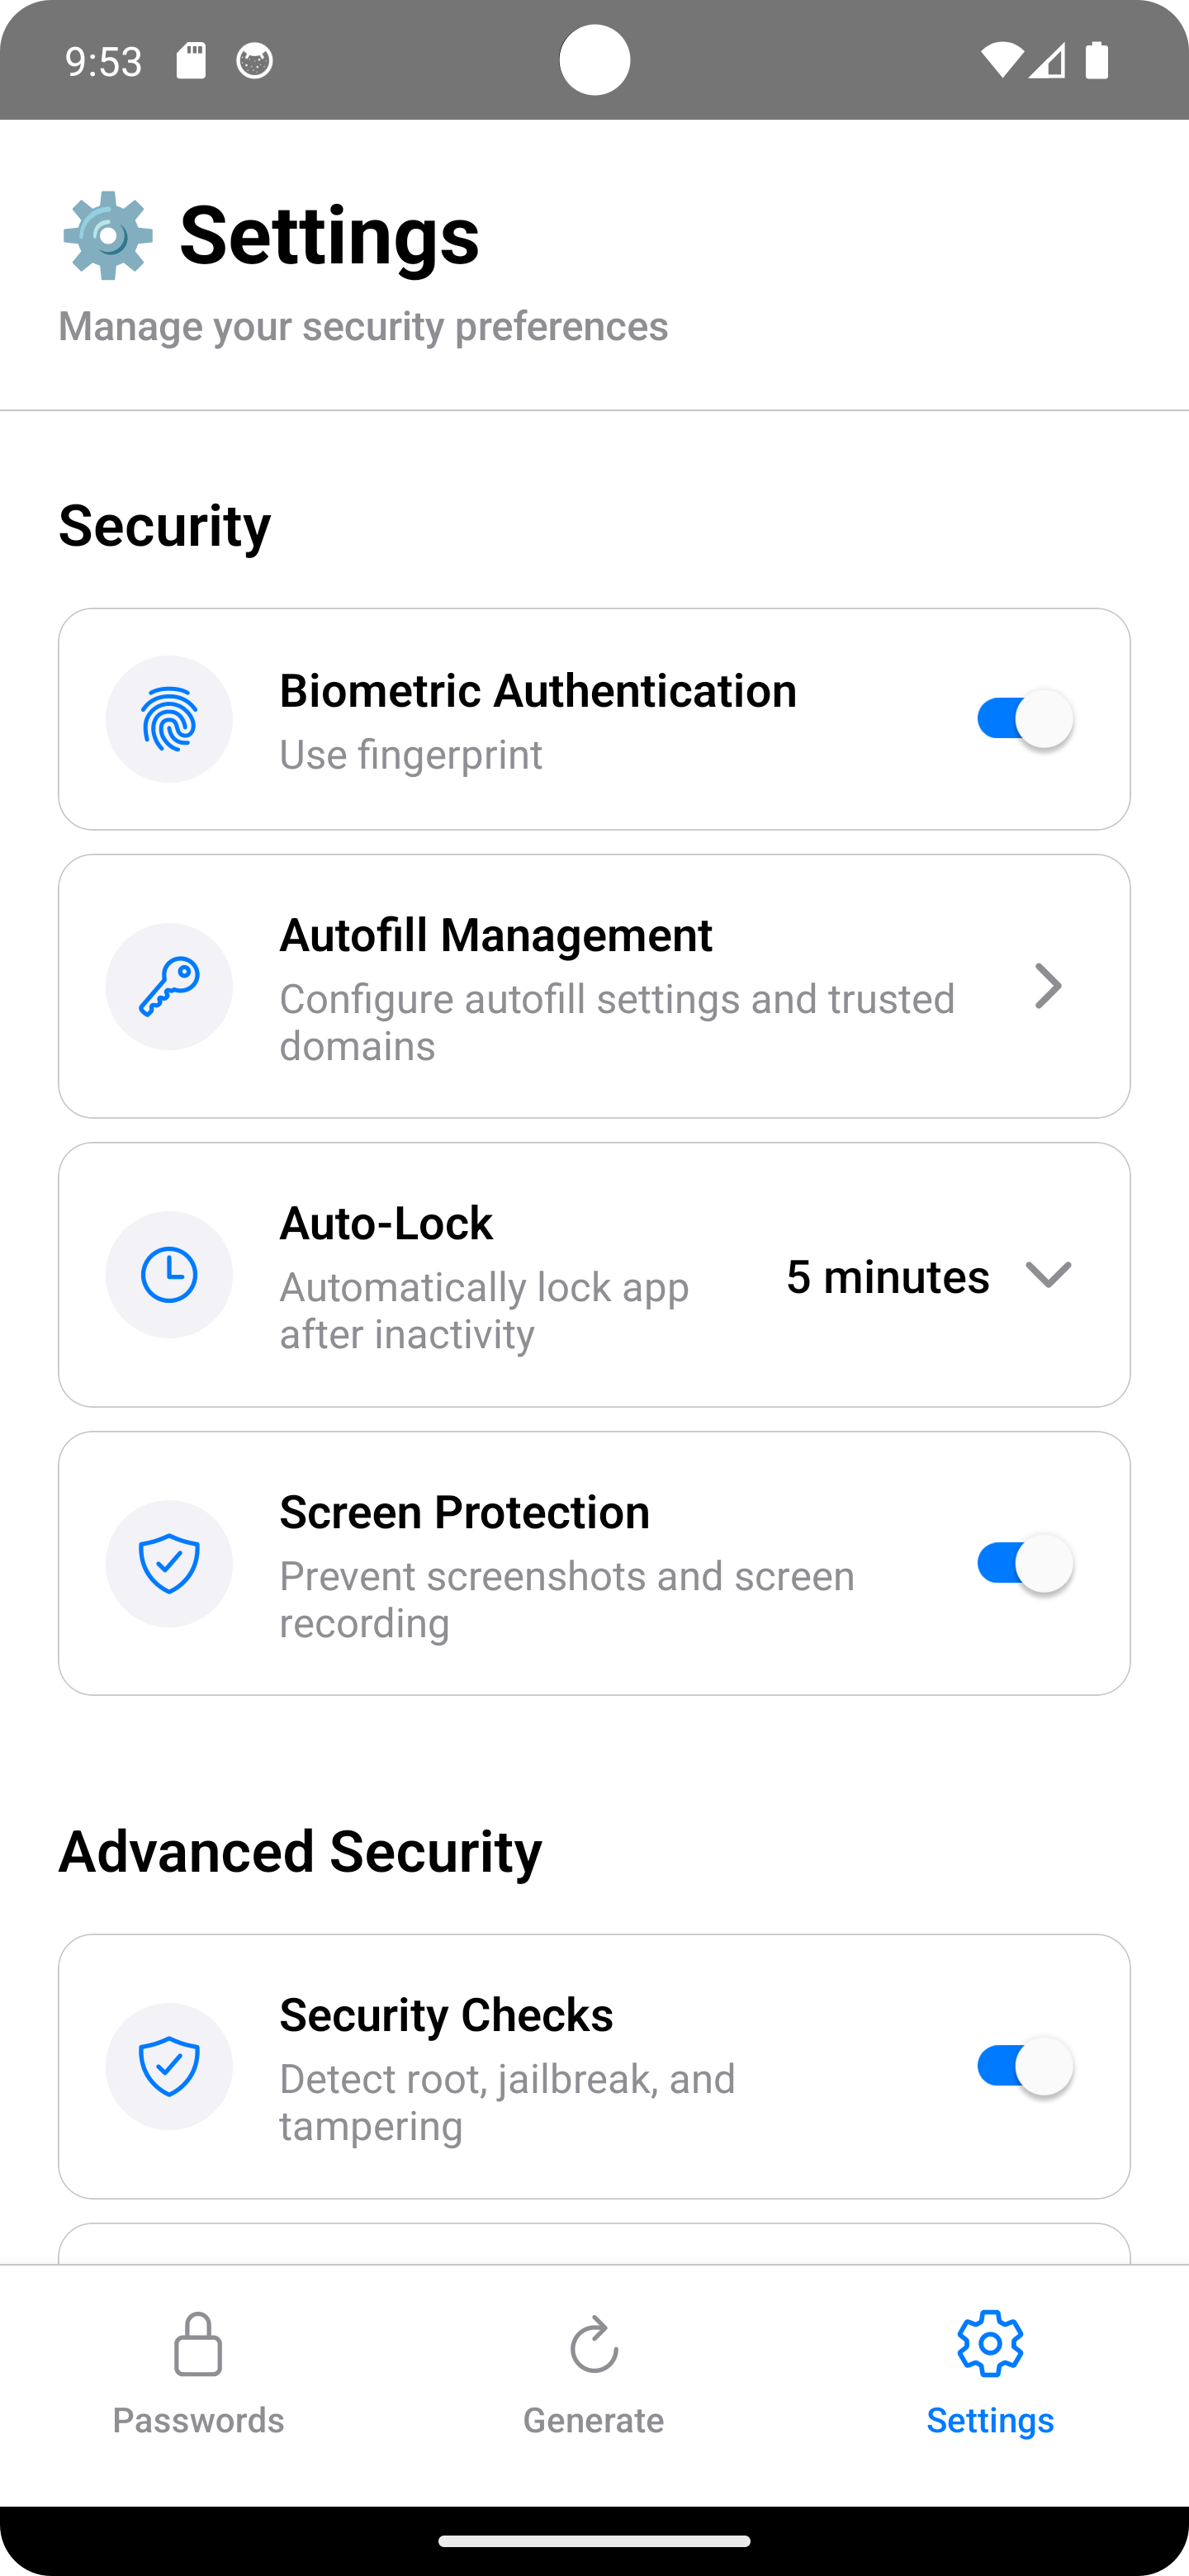 9:53
Settings
Manage your security preferences
Security
Biometric Authentication
Use fingerprint
Autofill Management
Configure autofill settings and trusted
domains
Auto-Lock
Automatically lock app
after inactivity
5 minutes
Screen Protection
Prevent screenshots and screen
recording
Advanced Security
Security Checks
Detect root, jailbreak, and
tampering
Passwords
Generate
Settings